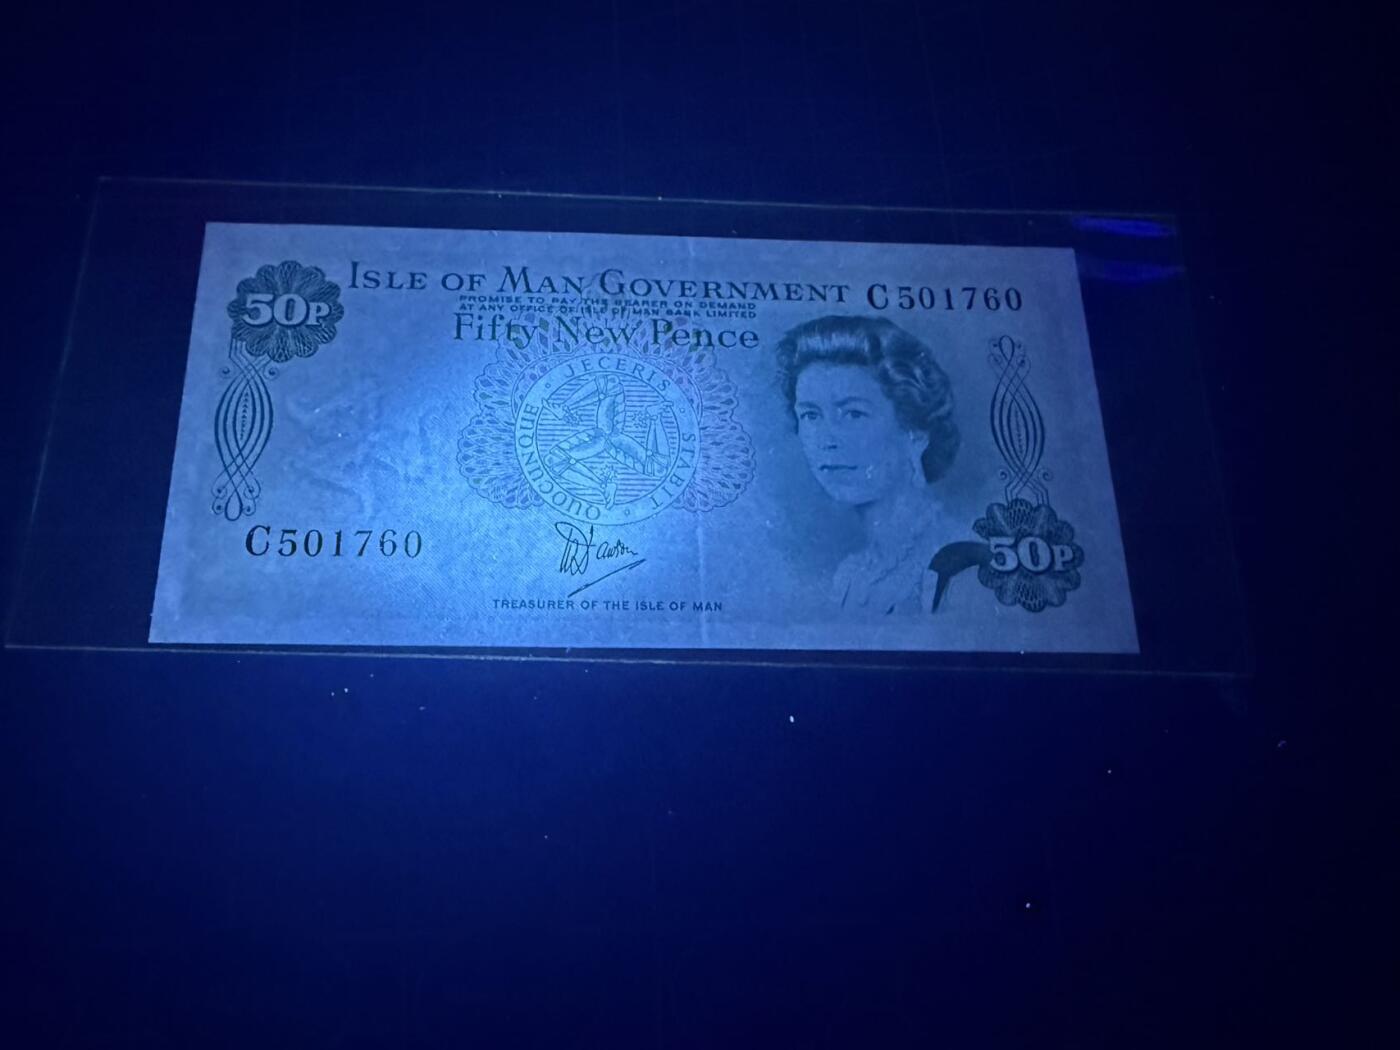 ISLE OF MAN GOVERNMENT
C501760
50P
PROMISE TO PAY THE BEARER ON DEMAND
AT ANY OFFICE OF ISLE OF MAN BANK LIMITED
Fifty New Pence
QUOCUNQUE · JECERIS · STABIT ·
C501760
50P
TREASURER OF THE ISLE OF MAN